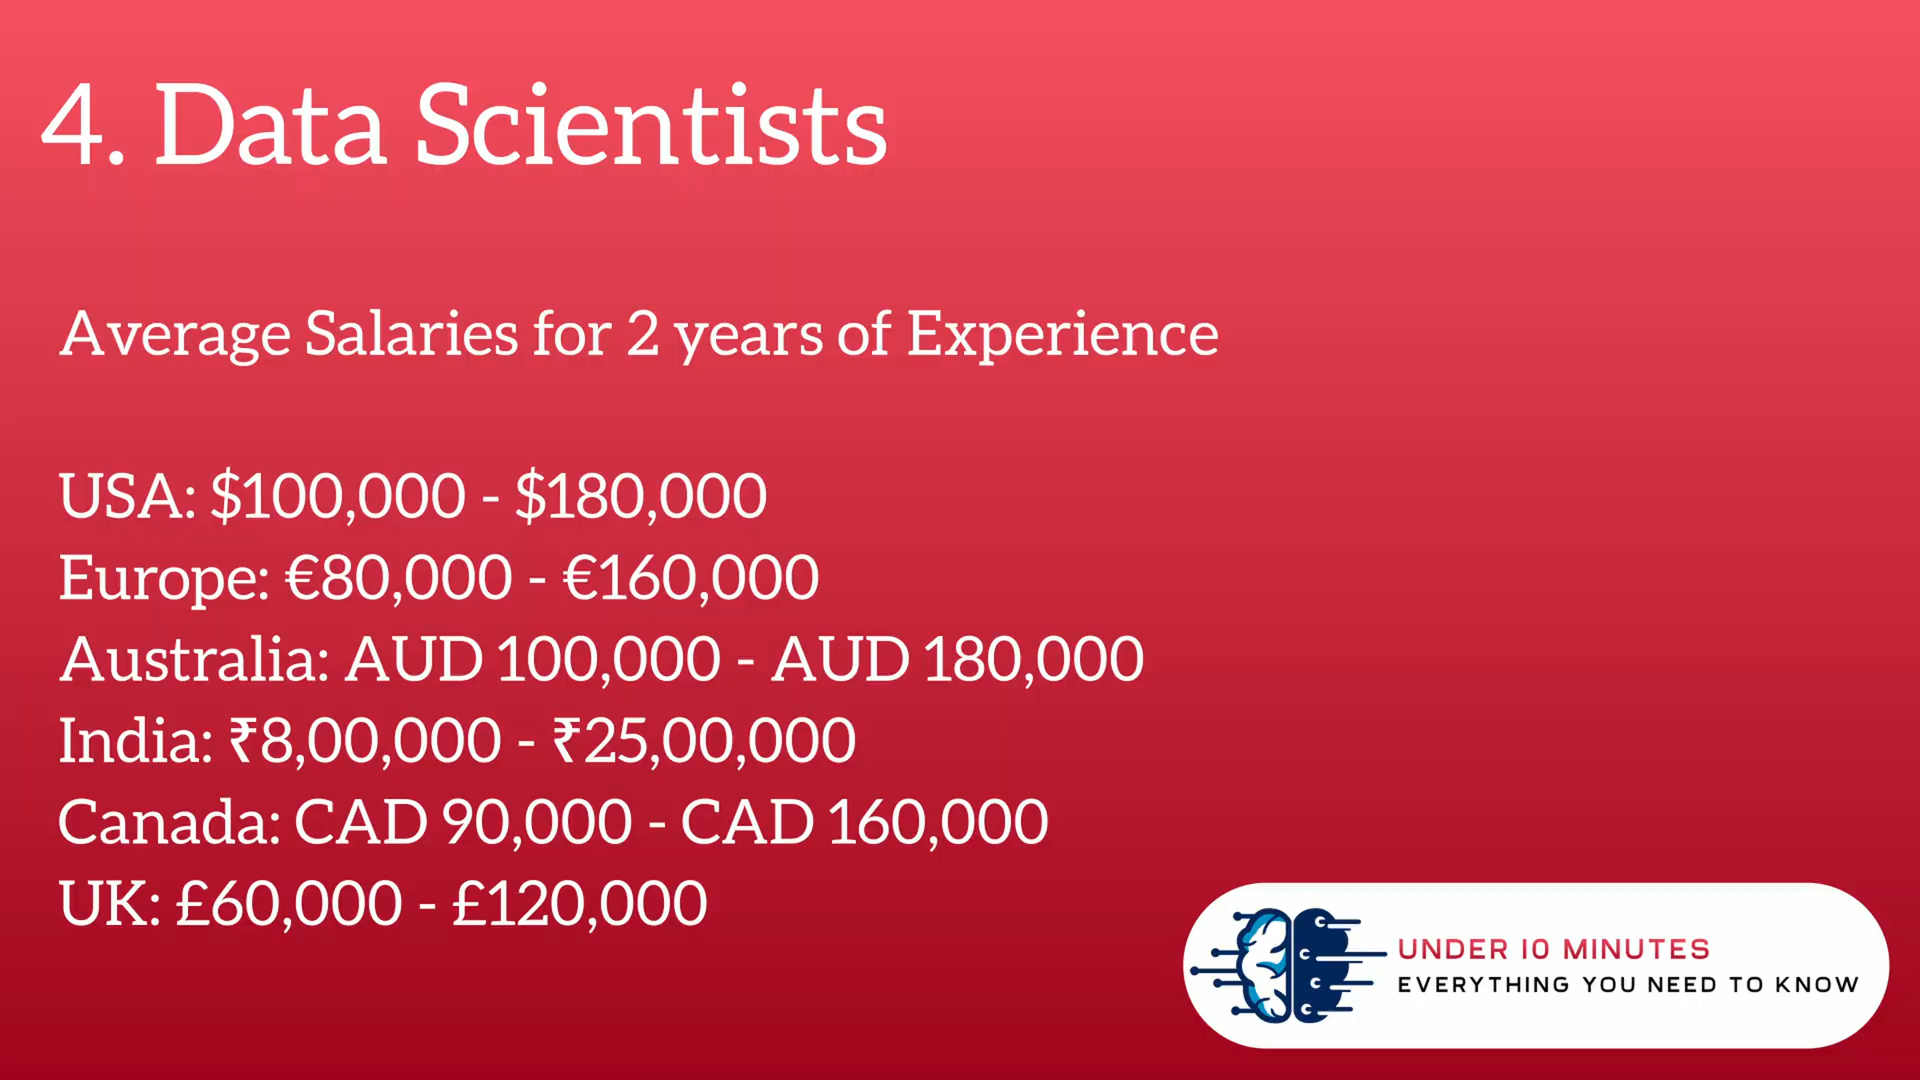 4. Data Scientists
Average Salaries for 2 years of Experience
USA: $100,000 - $180,000
Europe: €80,000 - €160,000
Australia: AUD 100,000 - AUD 180,000
India: ₹8,00,000 - ₹25,00,000
Canada: CAD 90,000 - CAD 160,000
UK: £60,000 - £120,000
UNDER 10 MINUTES
EVERYTHING YOU NEED TO KNOW